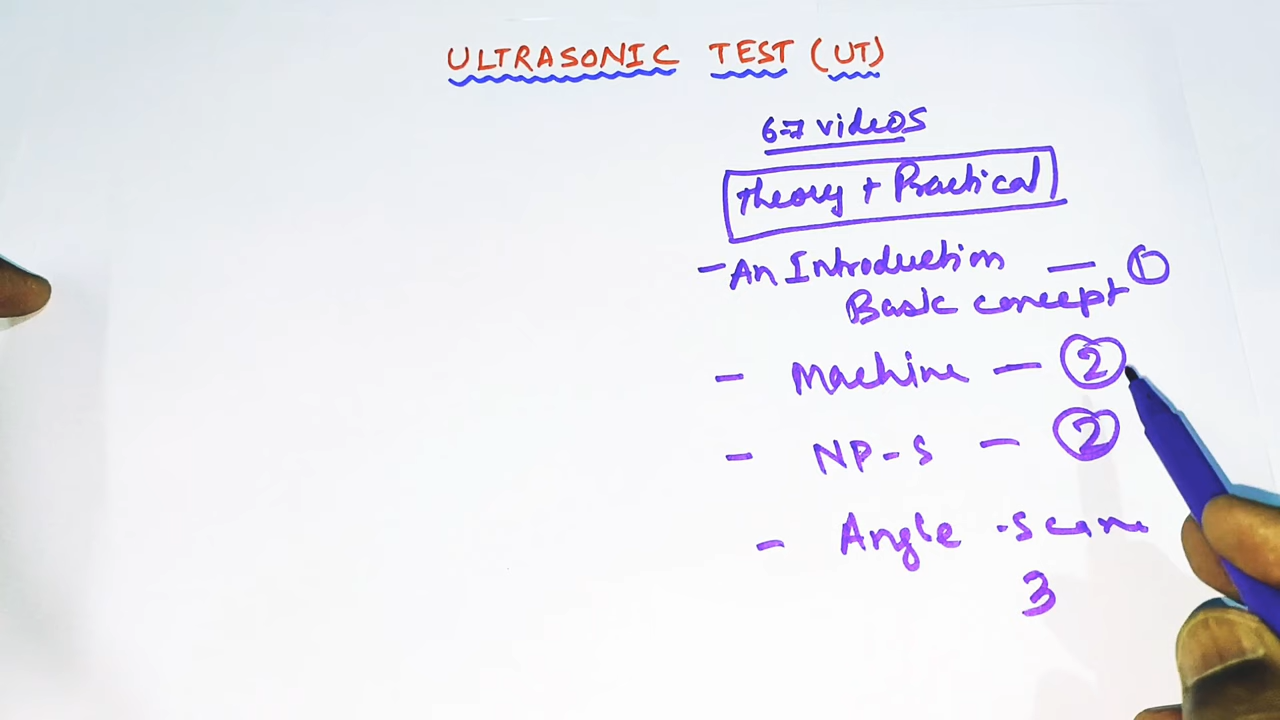 ULTRASONIC TEST (UT)
6-7 videos
Theory + Practical
- An Introduction — ①
Basic concept
- Machine — ②
- NP-S — ②
- Angle -Scan
3